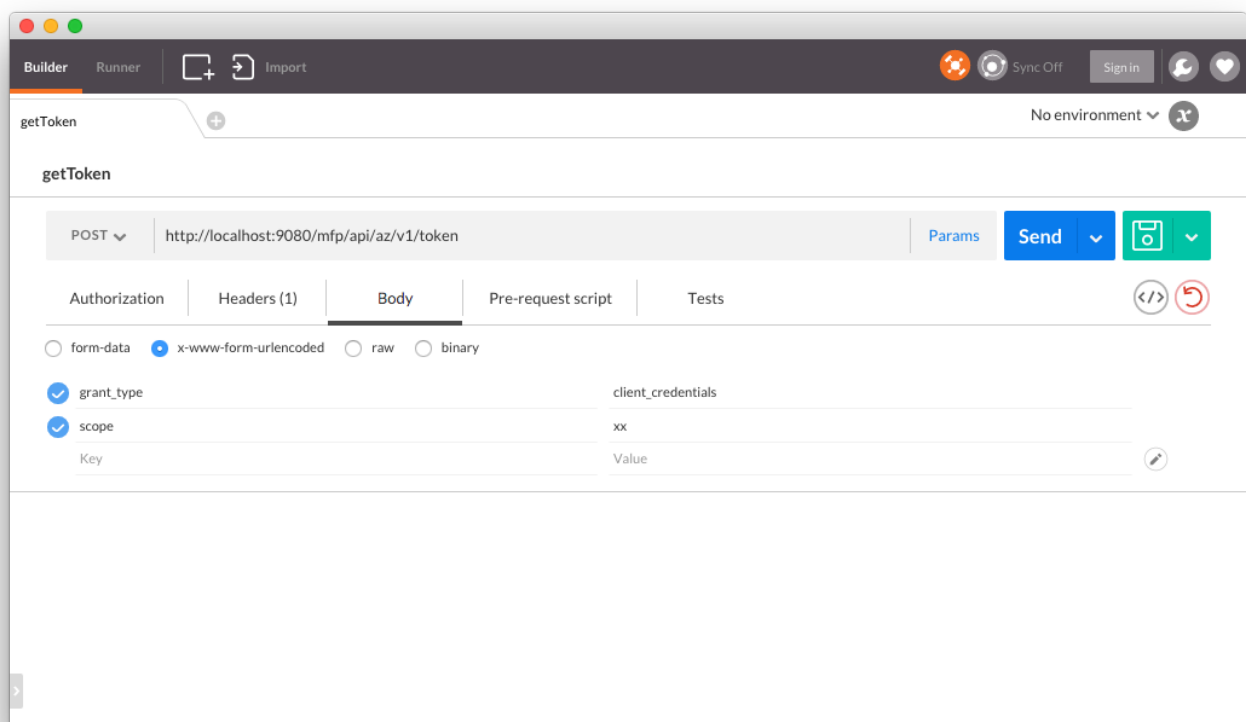 Builder Runner Import Sync Off Sign in
getToken No environment x
getToken
POST http://localhost:9080/mfp/api/az/v1/token Params Send
Authorization Headers (1) Body Pre-request script Tests </>
form-data x-www-form-urlencoded raw binary
grant_type client_credentials
scope xx
Key Value